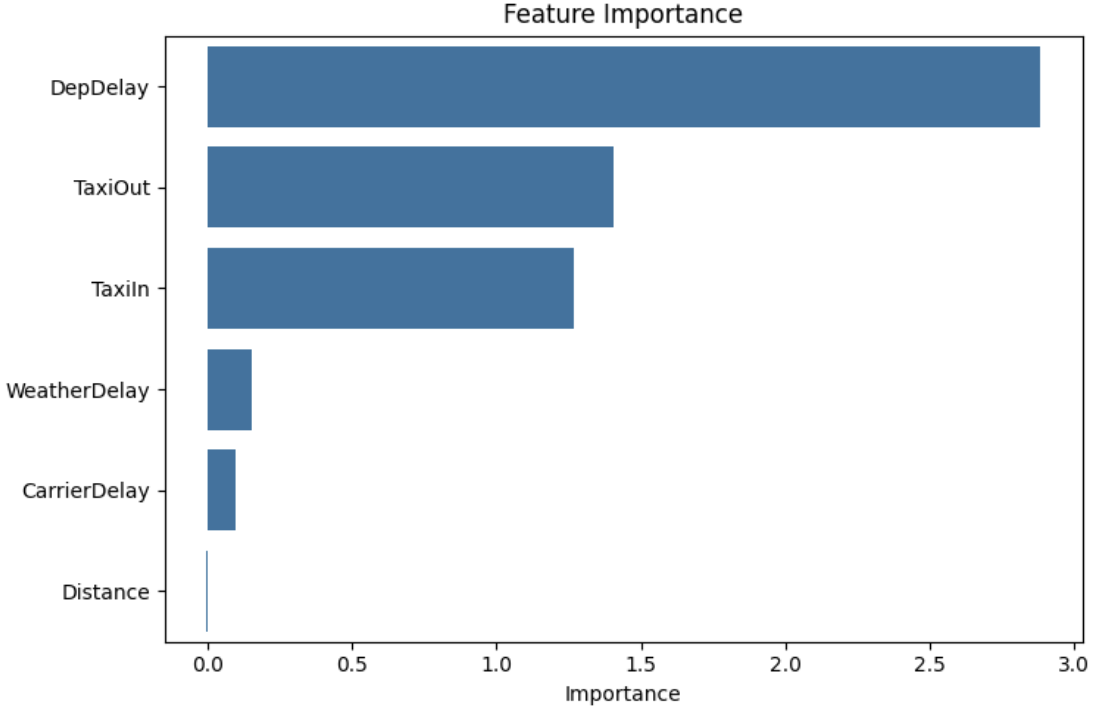 Feature Importance
DepDelay
TaxiOut
TaxiIn
WeatherDelay
CarrierDelay
Distance
0.0 0.5 1.0 1.5 2.0 2.5 3.0
Importance